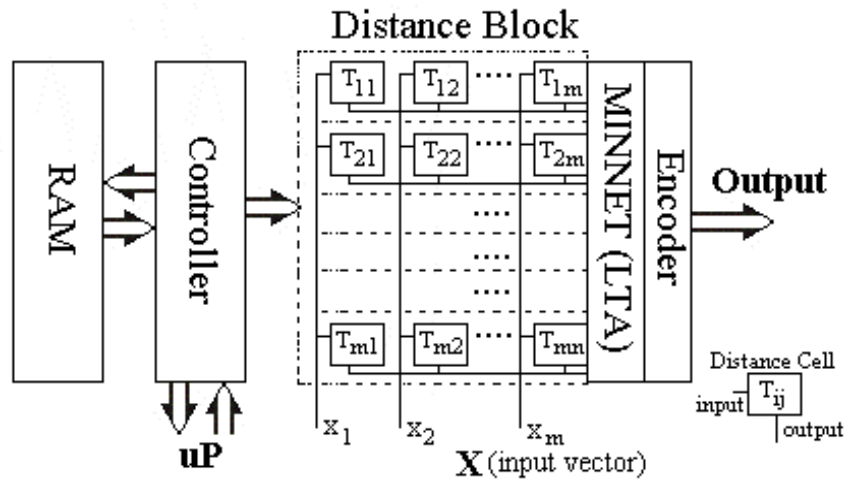 Distance Block
RAM
Controller
T11 T12 .... T1m
T21 T22 .... T2m
....
....
....
Tm1 Tm2 .... Tmn
MINNET (LTA)
Encoder
Output
uP
x1 x2 xm
X (input vector)
Distance Cell
input
Tij
output